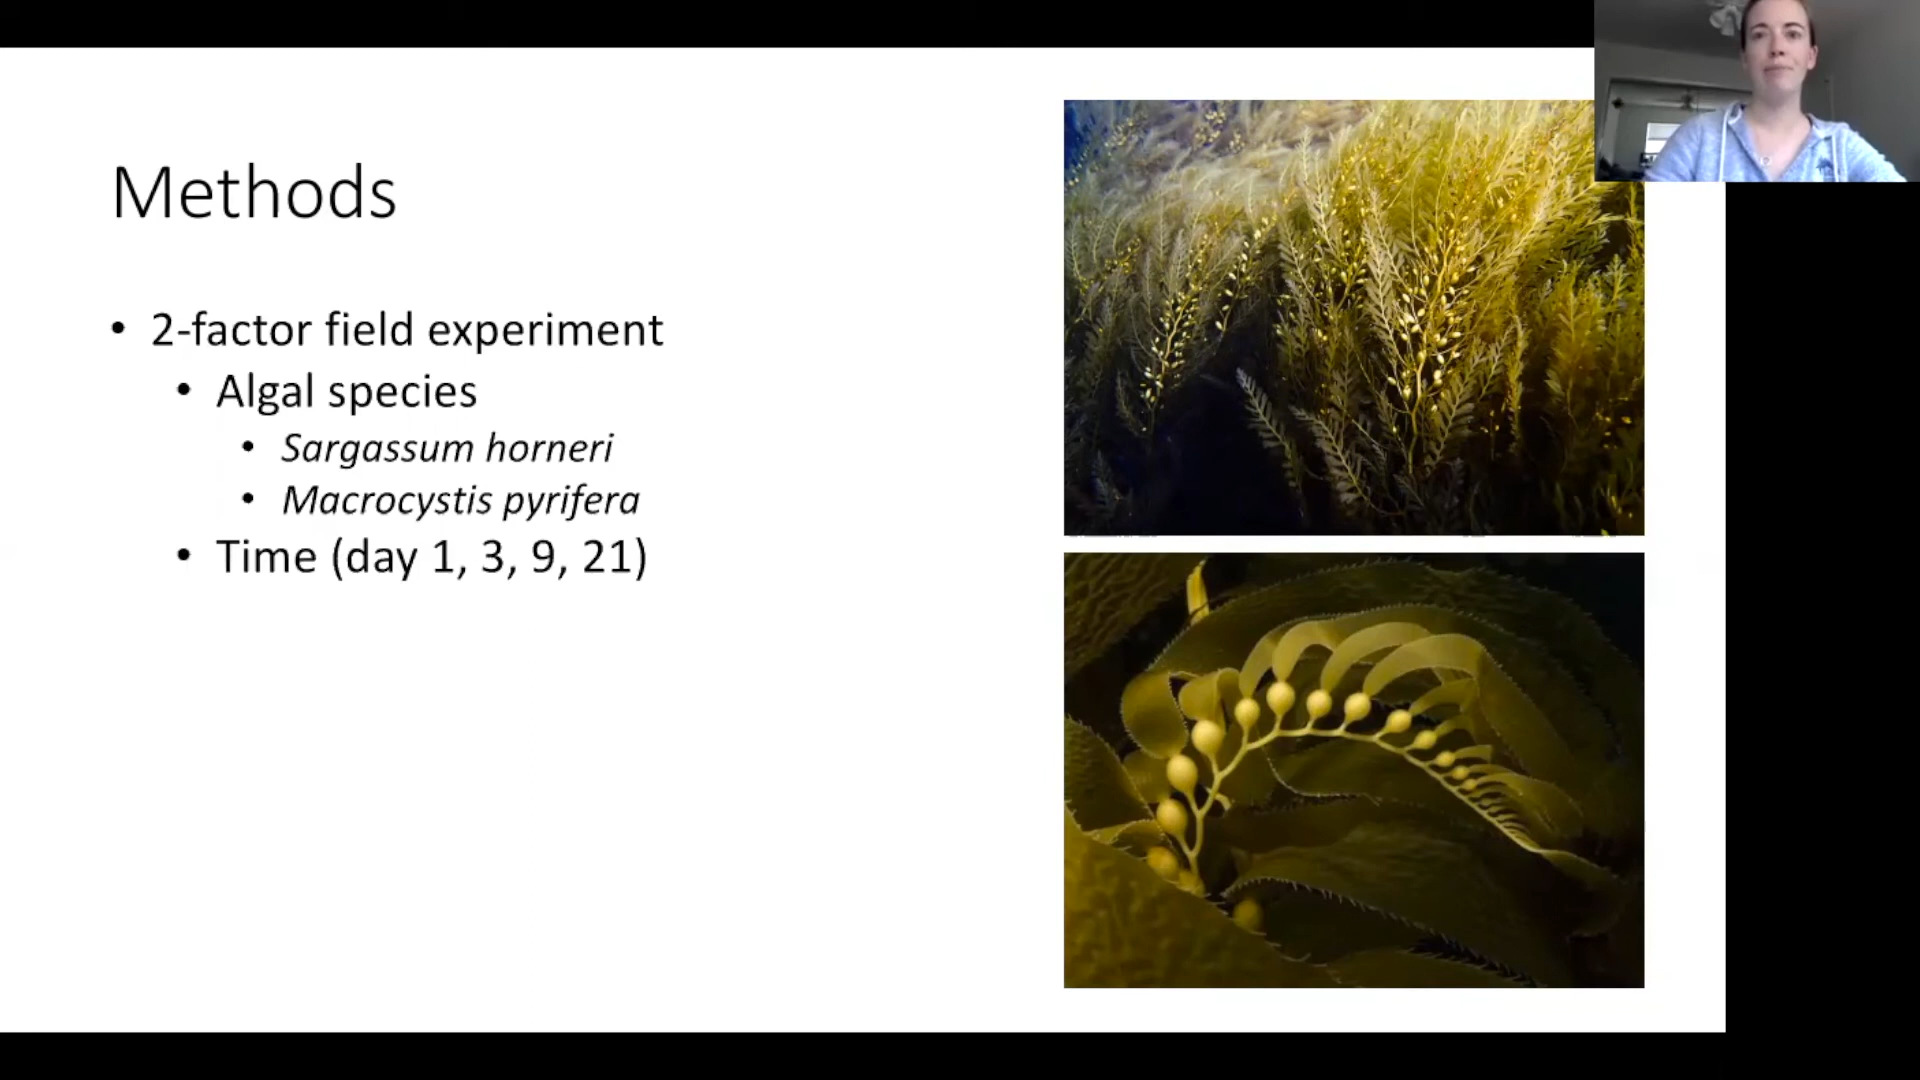 Methods
• 2-factor field experiment
• Algal species
• Sargassum horneri
• Macrocystis pyrifera
• Time (day 1, 3, 9, 21)